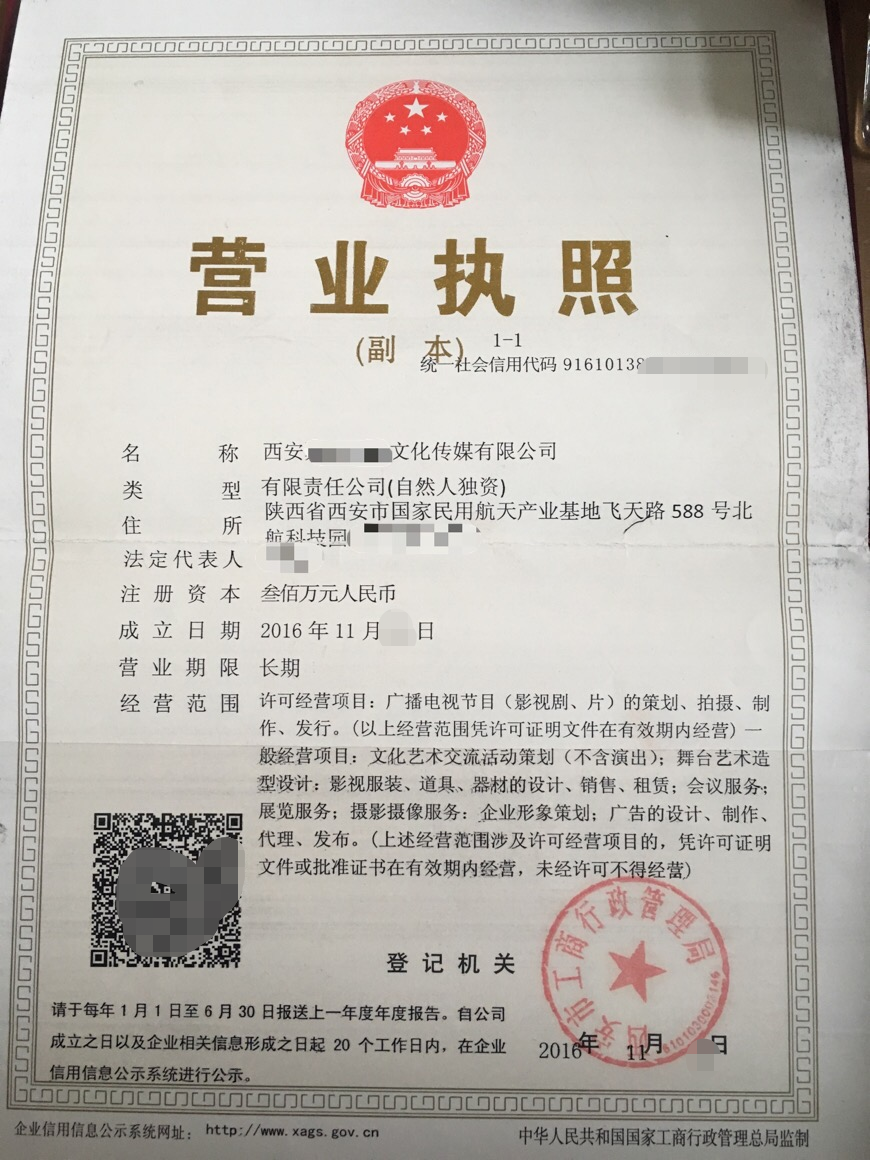 营业执照
(副 本) 1-1
统一社会信用代码 91610138
名 称 西安 文化传媒有限公司
类 型 有限责任公司(自然人独资)
住 所 陕西省西安市国家民用航天产业基地飞天路 588 号北
航科技园
法定代表人
注册资本 叁佰万元人民币
成立日期 2016 年 11 月 日
营业期限 长期
经营范围 许可经营项目：广播电视节目（影视剧、片）的策划、拍摄、制
作、发行。(以上经营范围凭许可证明文件在有效期内经营) 一
般经营项目：文化艺术交流活动策划（不含演出）；舞台艺术造
型设计：影视服装、道具、器材的设计、销售、租赁；会议服务；
展览服务；摄影摄像服务：企业形象策划；广告的设计、制作、
代理、发布。(上述经营范围涉及许可经营项目的，凭许可证明
文件或批准证书在有效期内经营，未经许可不得经营)
西安市工商行政管理局
登记机关
2016年 11月 日
请于每年 1 月 1 日至 6 月 30 日报送上一年度年度报告。自公司
成立之日以及企业相关信息形成之日起 20 个工作日内，在企业
信用信息公示系统进行公示。
企业信用信息公示系统网址： http://www.xags.gov.cn
中华人民共和国国家工商行政管理总局监制